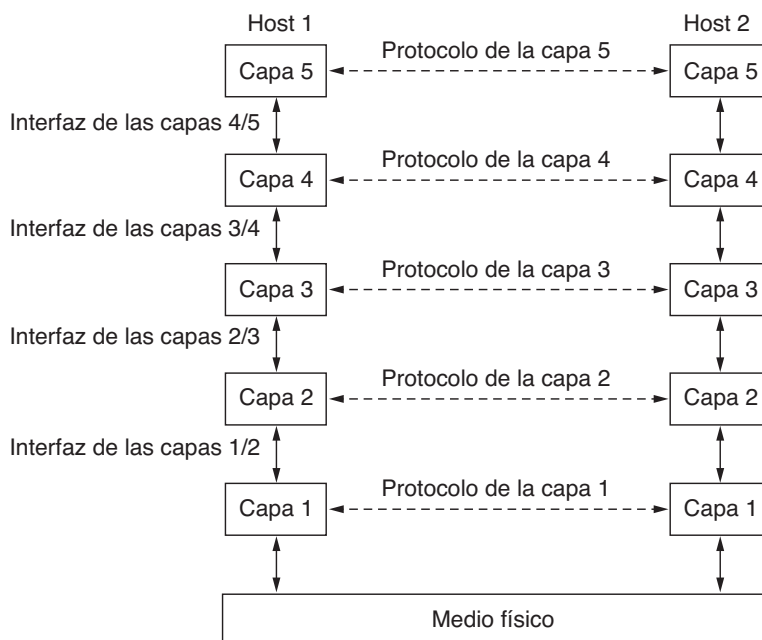 Host 1
Host 2
Protocolo de la capa 5
Capa 5
Capa 5
Interfaz de las capas 4/5
Protocolo de la capa 4
Capa 4
Capa 4
Interfaz de las capas 3/4
Protocolo de la capa 3
Capa 3
Capa 3
Interfaz de las capas 2/3
Protocolo de la capa 2
Capa 2
Capa 2
Interfaz de las capas 1/2
Protocolo de la capa 1
Capa 1
Capa 1
Medio físico